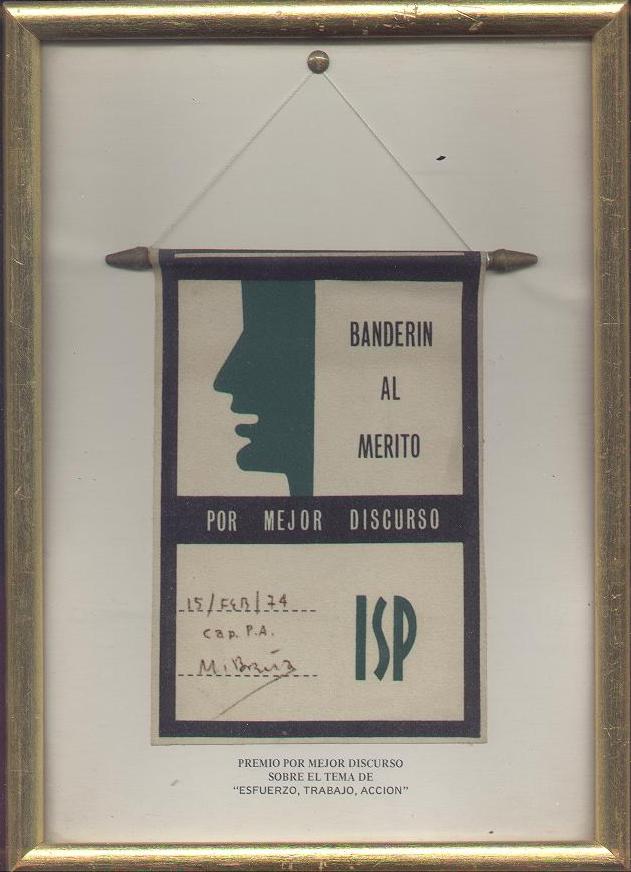 BANDERIN
AL
MERITO
POR MEJOR DISCURSO
15/FEB/74
Cap. P.A.
ISP
PREMIO POR MEJOR DISCURSO
SOBRE EL TEMA DE
“ESFUERZO, TRABAJO, ACCION”